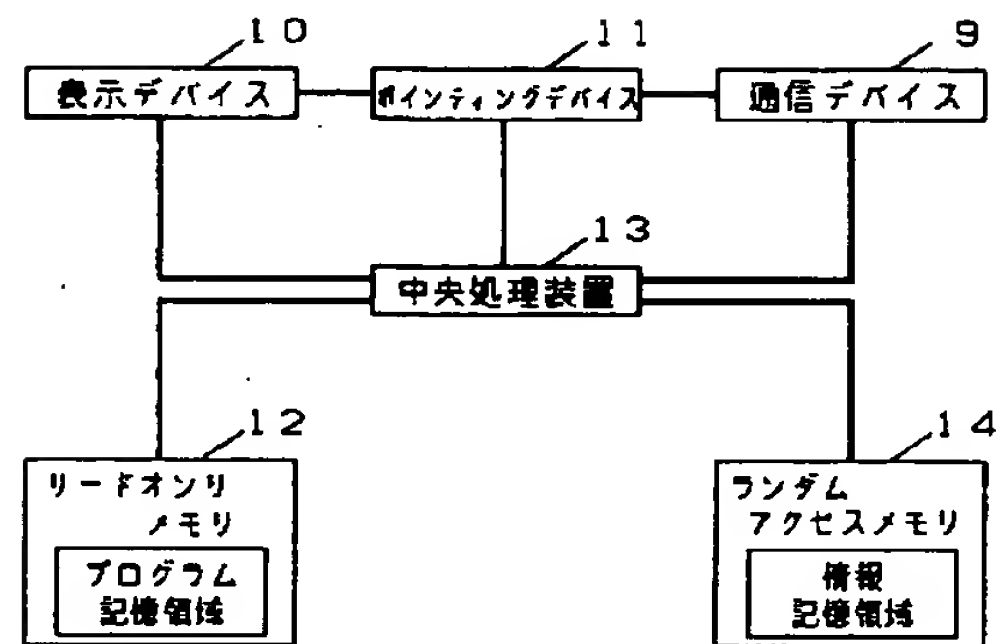 10
11
9
表示デバイス
ポインティングデバイス
通信デバイス
13
中央処理装置
12
14
リードオンリ
メモリ
プログラム
記憶領域
ランダム
アクセスメモリ
情報
記憶領域